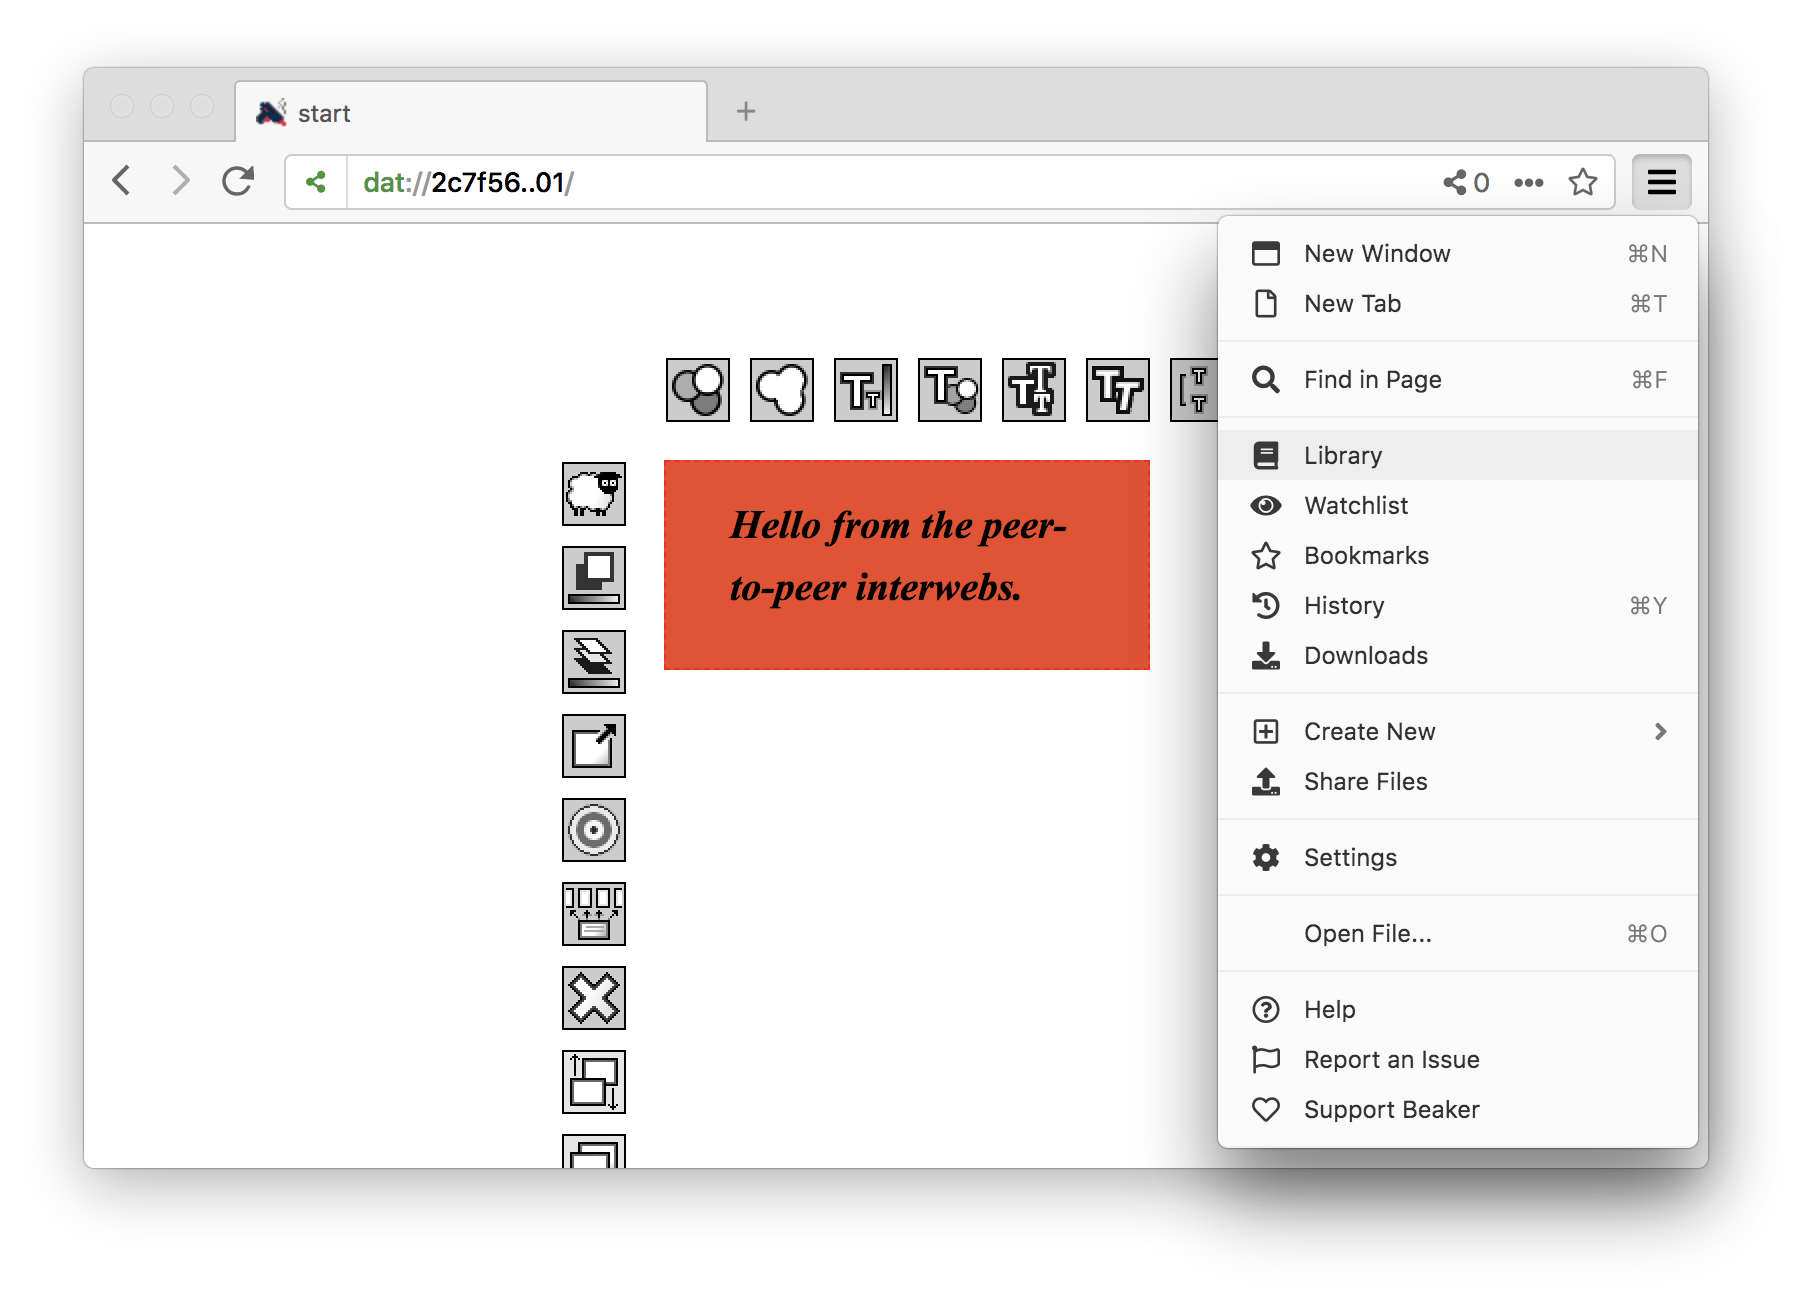 start
+
dat://2c7f56..01/
0
New Window ⌘N
New Tab ⌘T
Find in Page ⌘F
Library
Watchlist
Bookmarks
History ⌘Y
Downloads
Create New
Share Files
Settings
Open File... ⌘O
Help
Report an Issue
Support Beaker
Hello from the peer-
to-peer interwebs.